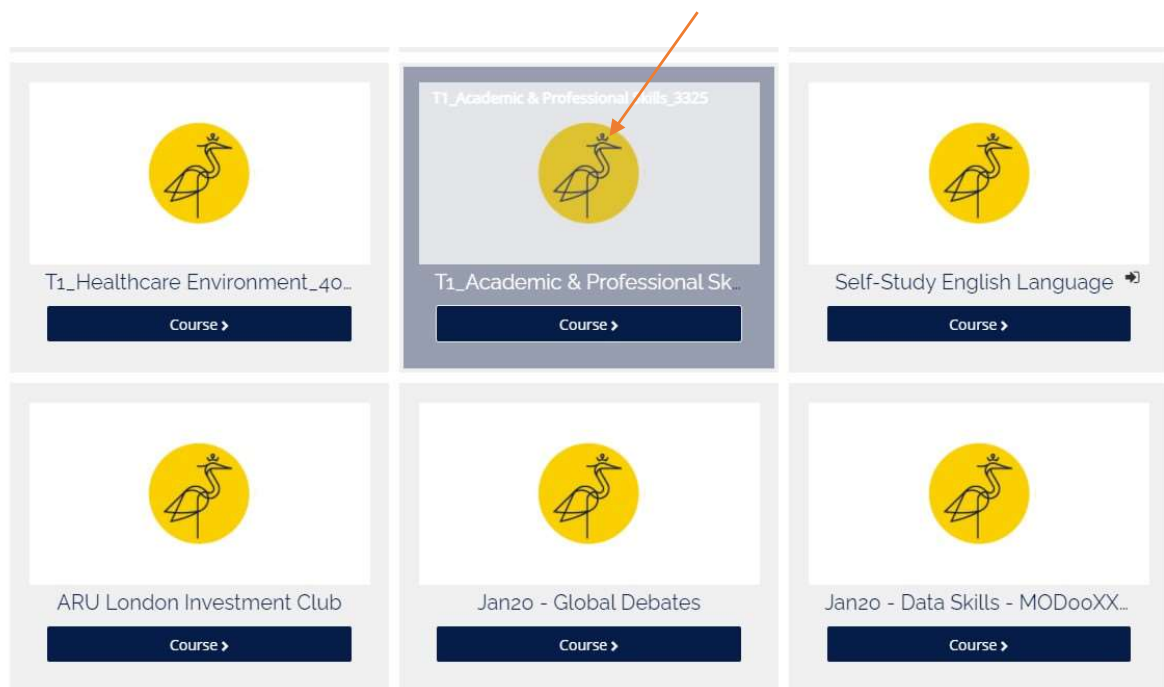 T1_Academic & Professional Skills_3325
T1_Healthcare Environment_40…
T1_Academic & Professional Sk…
Self-Study English Language
Course
Course
Course
ARU London Investment Club
Jan20 - Global Debates
Jan20 - Data Skills - MOD00XX…
Course
Course
Course